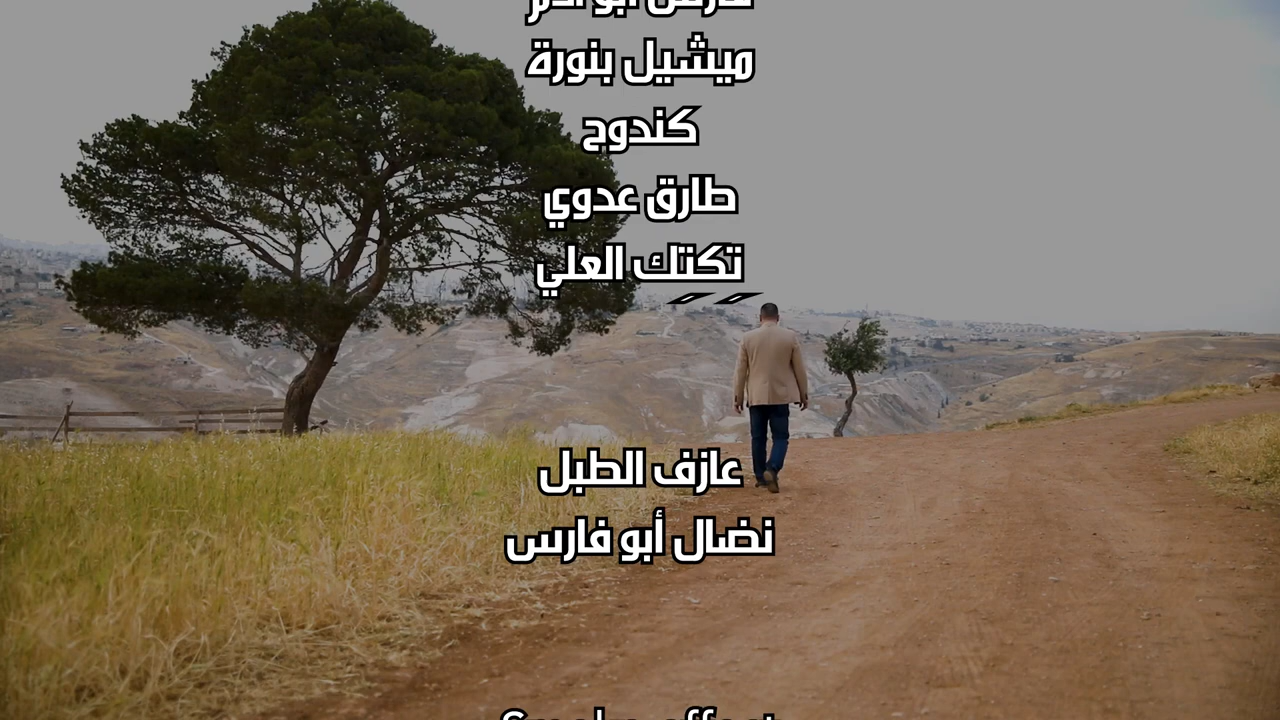 ميشيل بنورة
كندوح
طارق عدوي
تكتك العلي
عازف الطبل
نضال أبو فارس